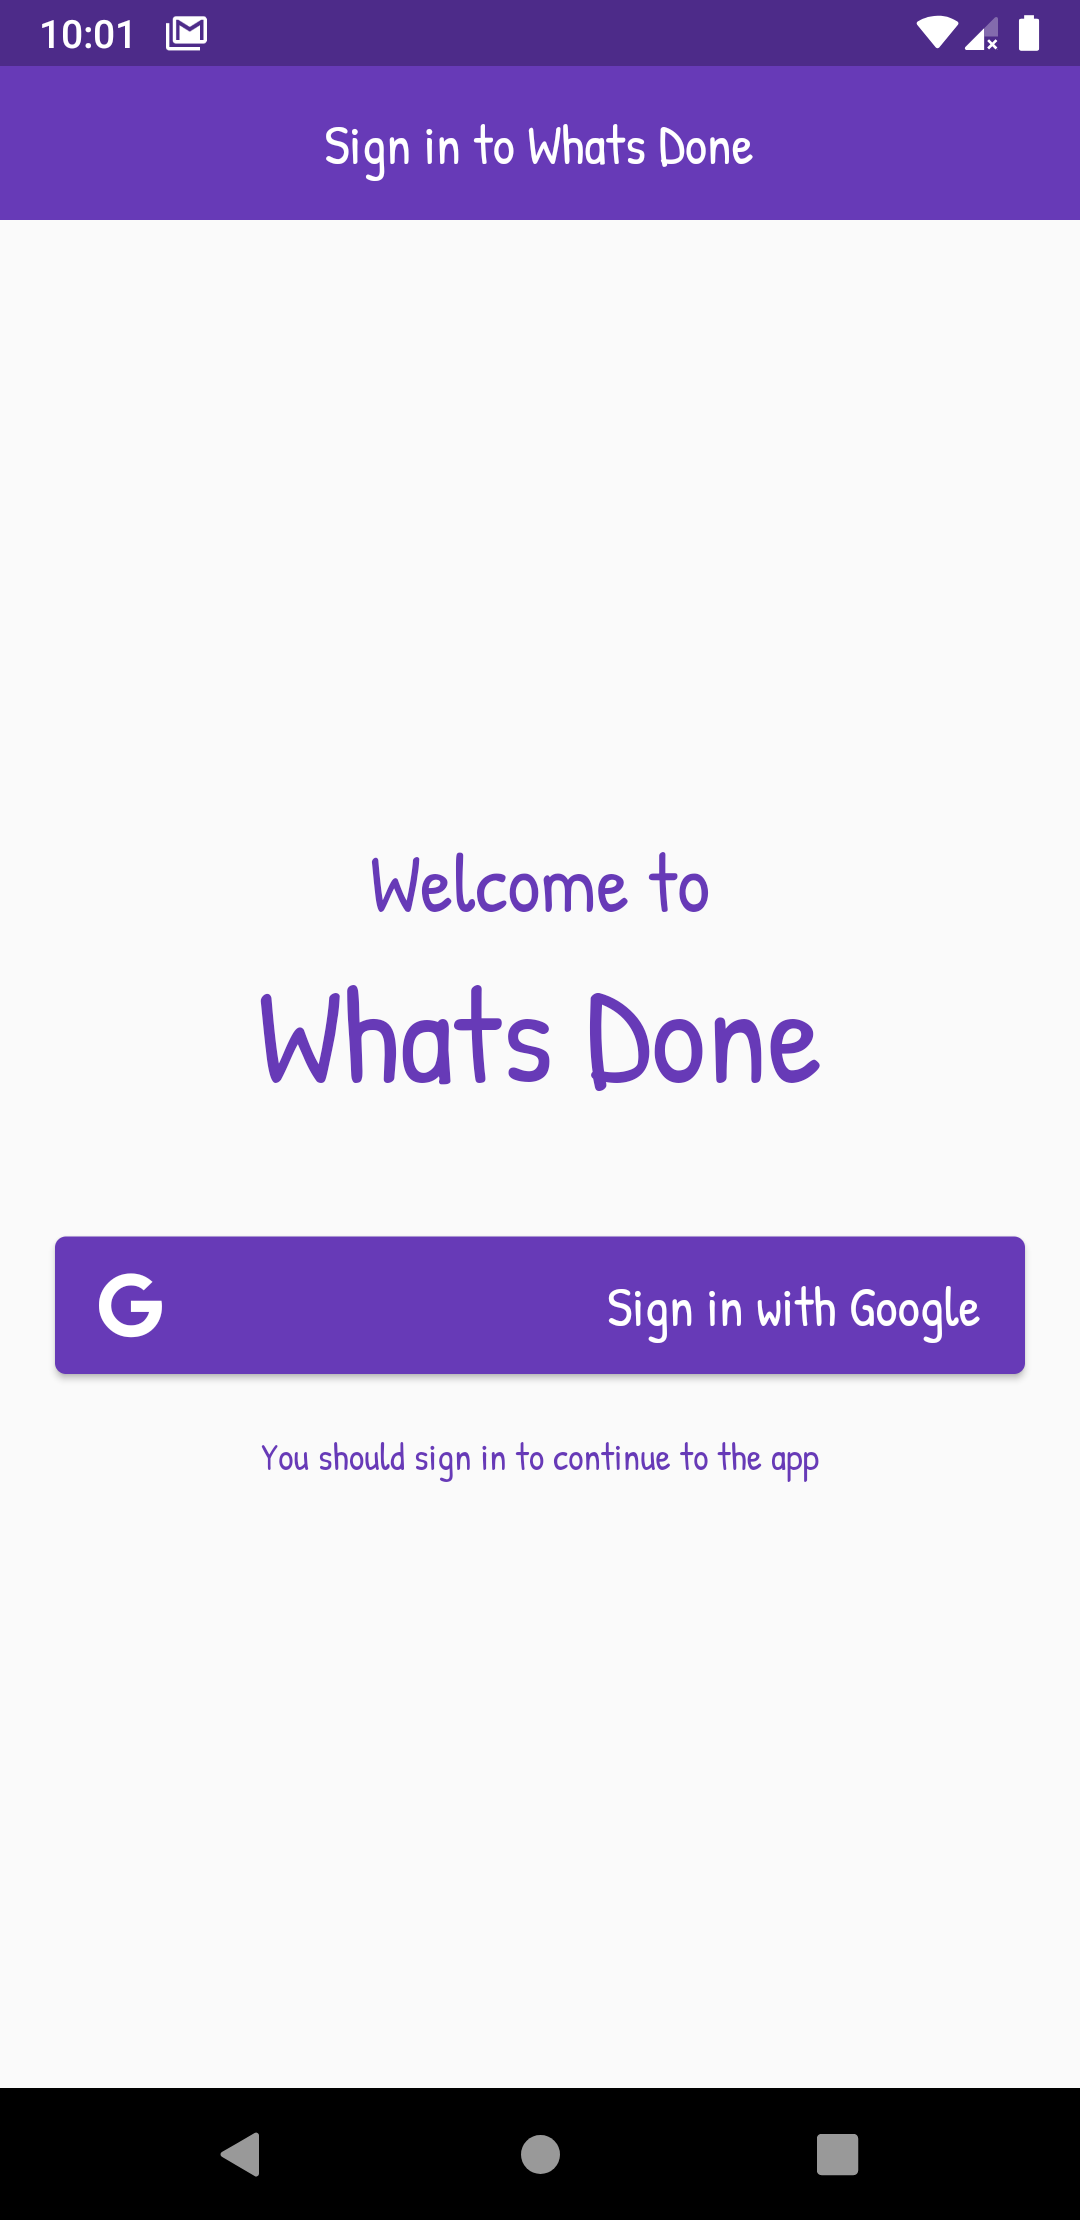 10:01
Sign in to Whats Done
Welcome to
Whats Done
Sign in with Google
You should sign in to continue to the app